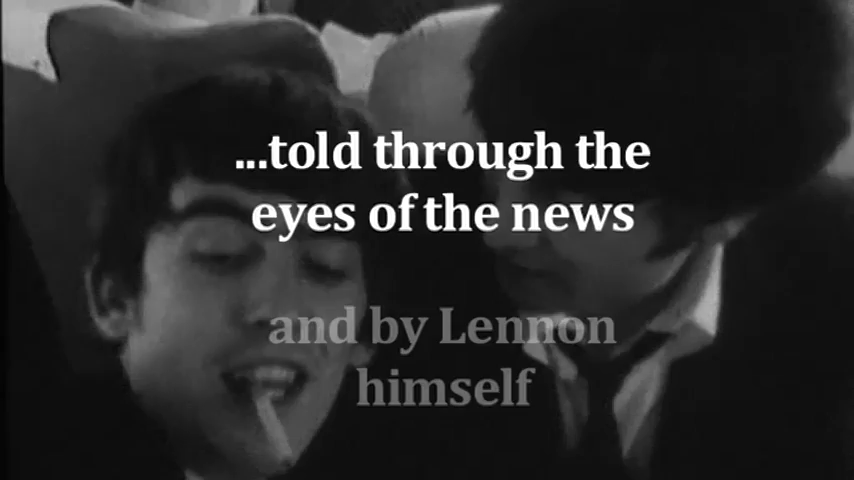 ...told through the
eyes of the news
and by Lennon
himself